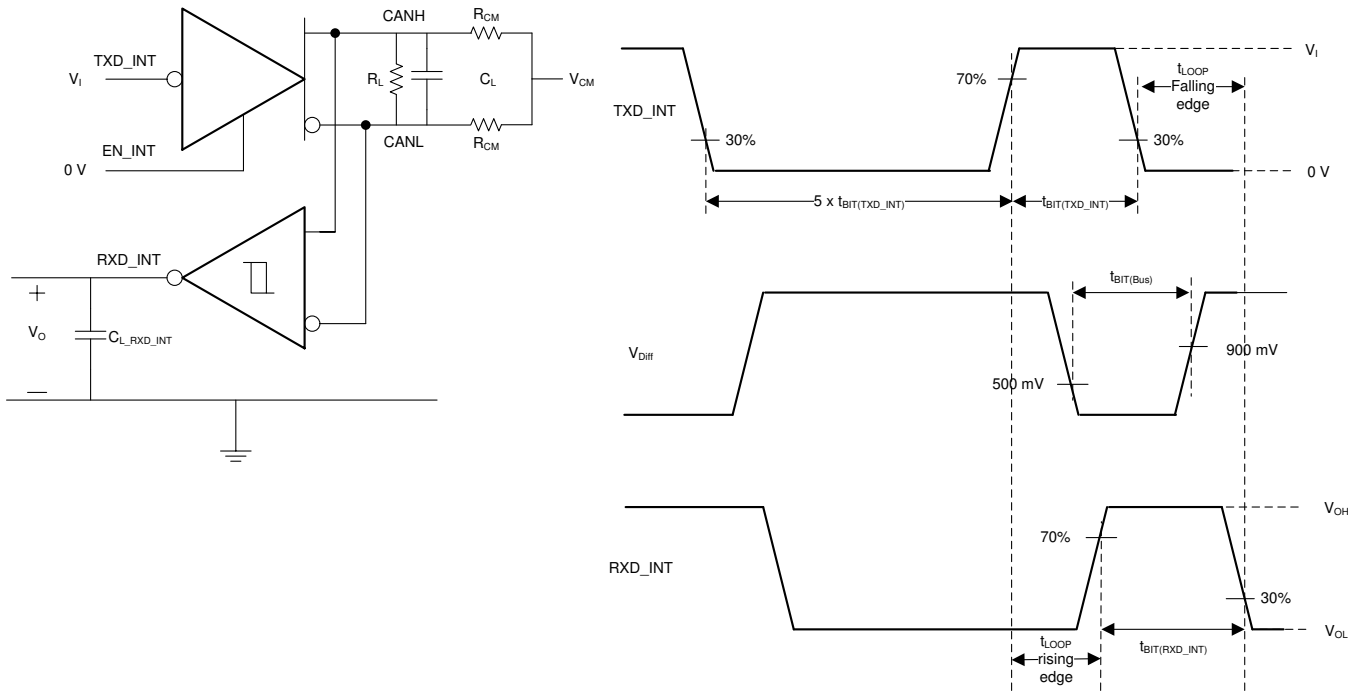 CANH
R_CM
TXD_INT
V_I
R_L
C_L
V_CM
CANL
R_CM
EN_INT
0 V
RXD_INT
+
V_O
C_L_RXD_INT
—
V_I
70%
t_LOOP
Falling
edge
TXD_INT
30%
30%
0 V
5 x t_BIT(TXD_INT)
t_BIT(TXD_INT)
t_BIT(Bus)
V_Diff
900 mV
500 mV
V_OH
70%
RXD_INT
30%
V_OL
t_LOOP
rising
edge
t_BIT(RXD_INT)